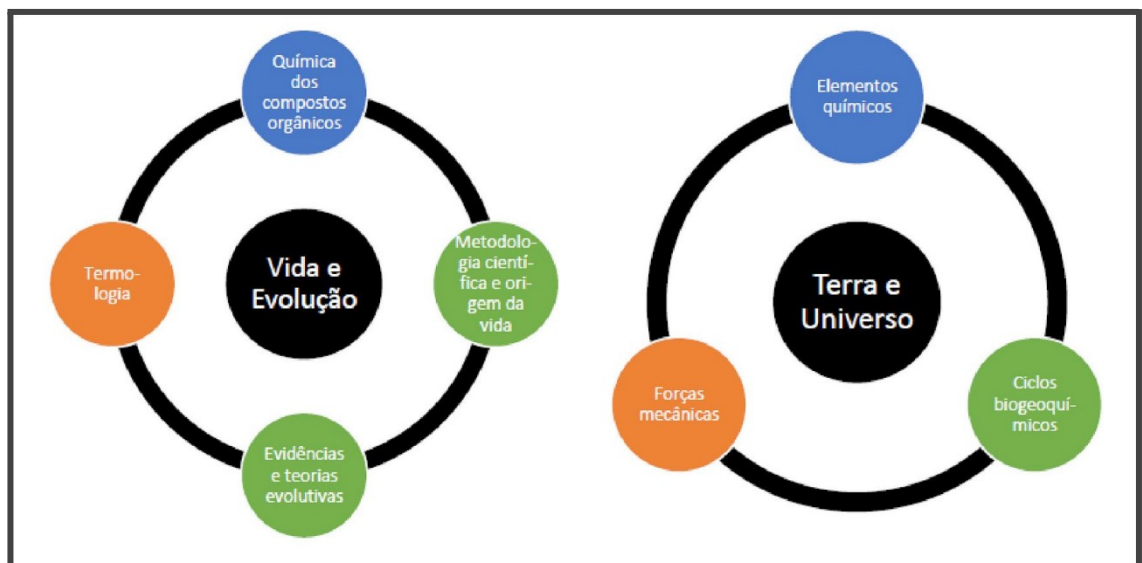 Química
dos
compostos
orgânicos
Termo-
logia
Vida e
Evolução
Metodolo-
gia cientí-
fica e ori-
gem da
vida
Evidências
e teorias
evolutivas
Elementos
químicos
Terra e
Universo
Forças
mecânicas
Ciclos
biogeoquí-
micos